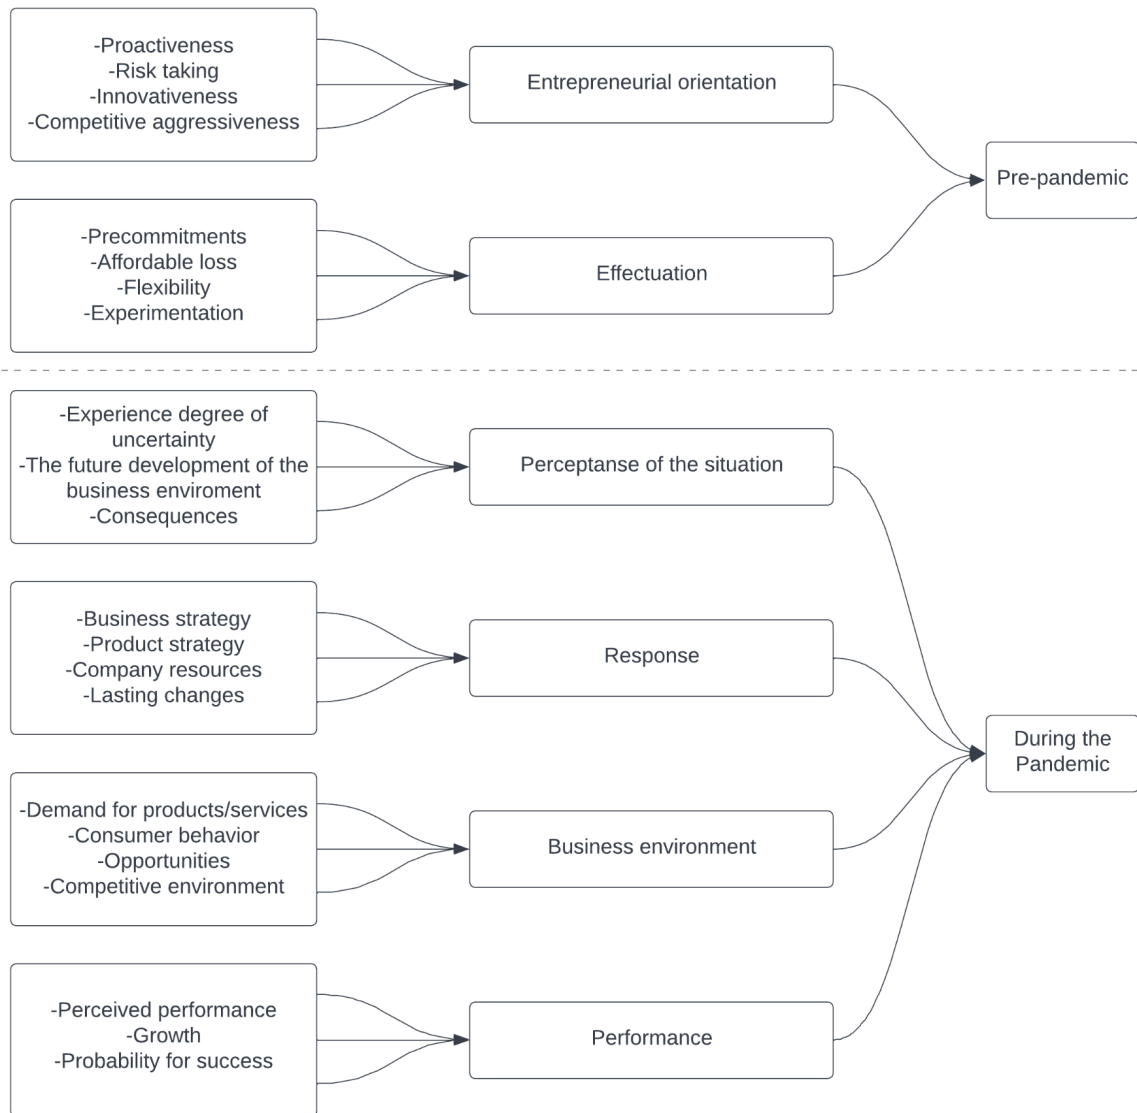 -Proactiveness
-Risk taking
-Innovativeness
-Competitive aggressiveness
Entrepreneurial orientation
Pre-pandemic
-Precommitments
-Affordable loss
-Flexibility
-Experimentation
Effectuation
-Experience degree of
uncertainty
-The future development of the
business enviroment
-Consequences
Perceptanse of the situation
-Business strategy
-Product strategy
-Company resources
-Lasting changes
Response
During the
Pandemic
-Demand for products/services
-Consumer behavior
-Opportunities
-Competitive environment
Business environment
-Perceived performance
-Growth
-Probability for success
Performance